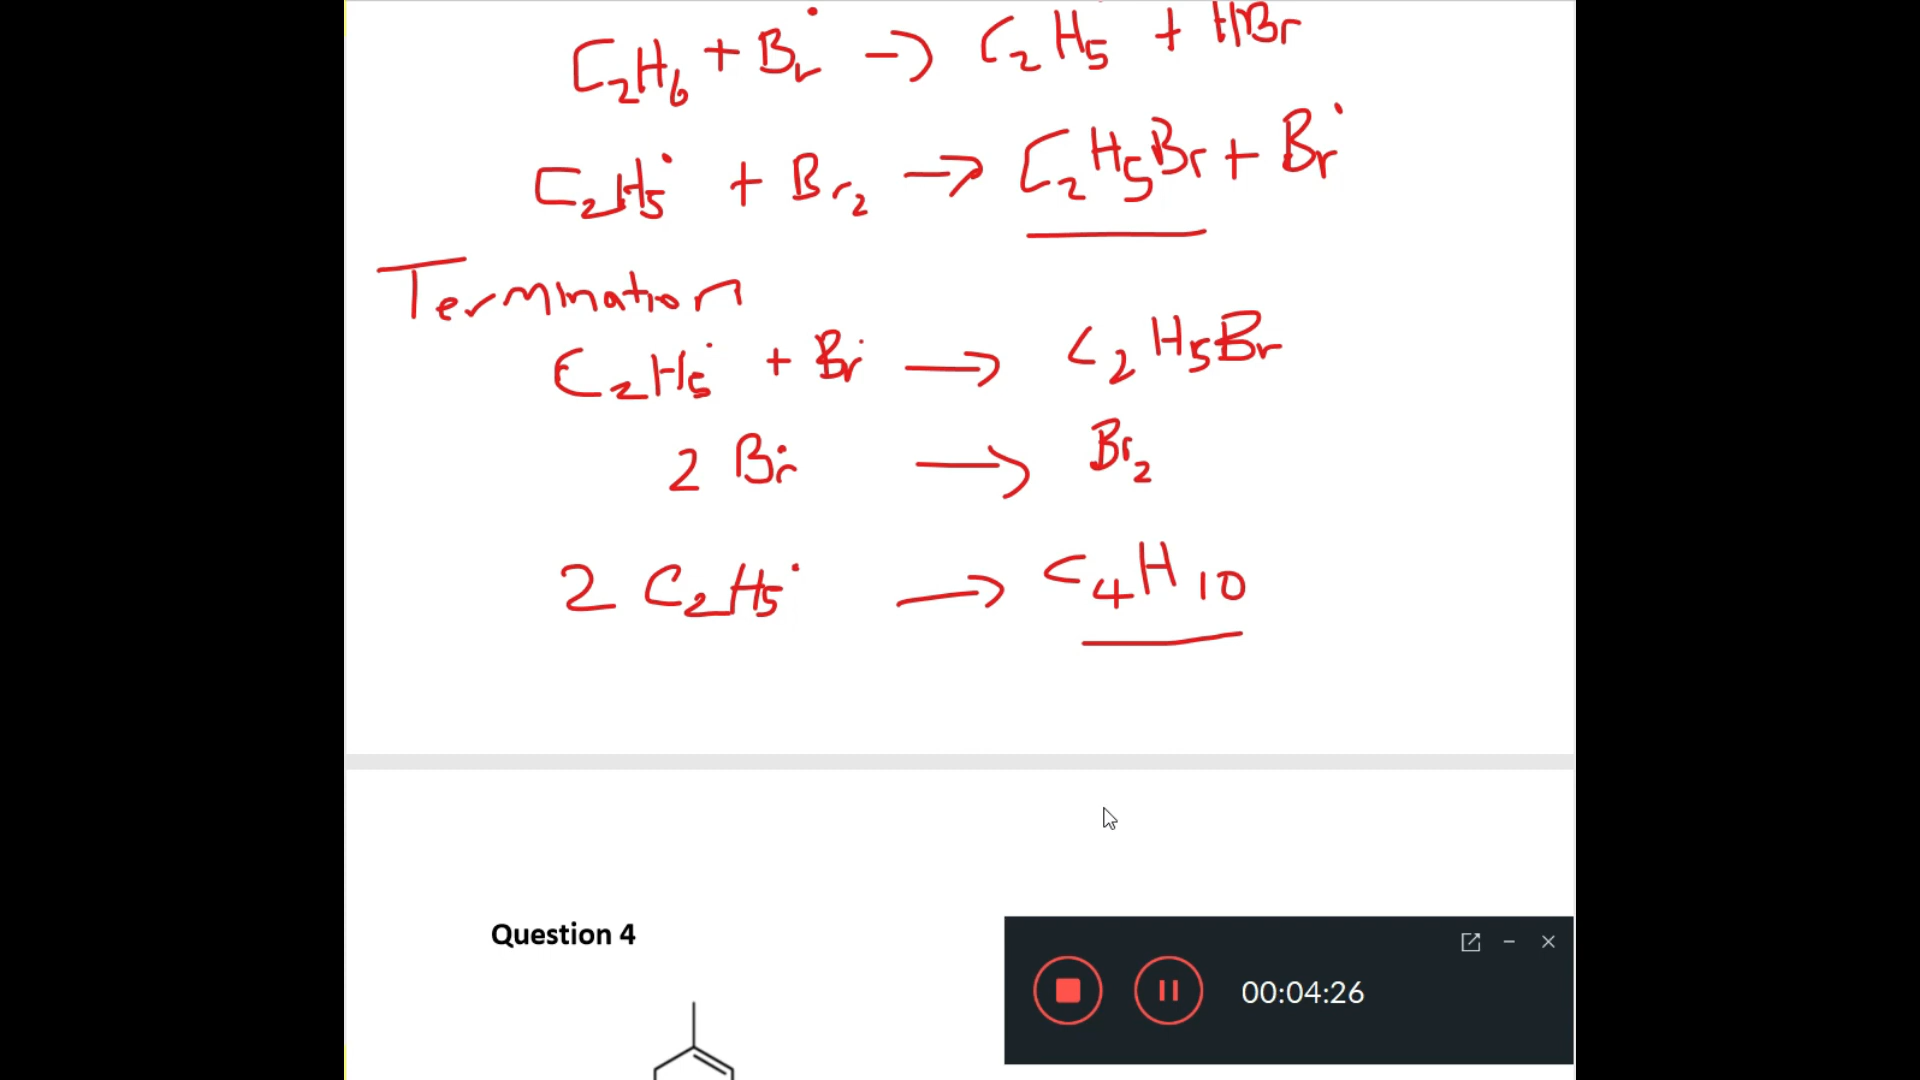 C₂H₆ + Br˙ → C₂H₅˙ + HBr
C₂H₅˙ + Br₂ → C₂H₅Br + Br˙
Termination
C₂H₅˙ + Br˙ → C₂H₅Br
2 Br˙ → Br₂
2 C₂H₅˙ → C₄H₁₀
Question 4
00:04:26